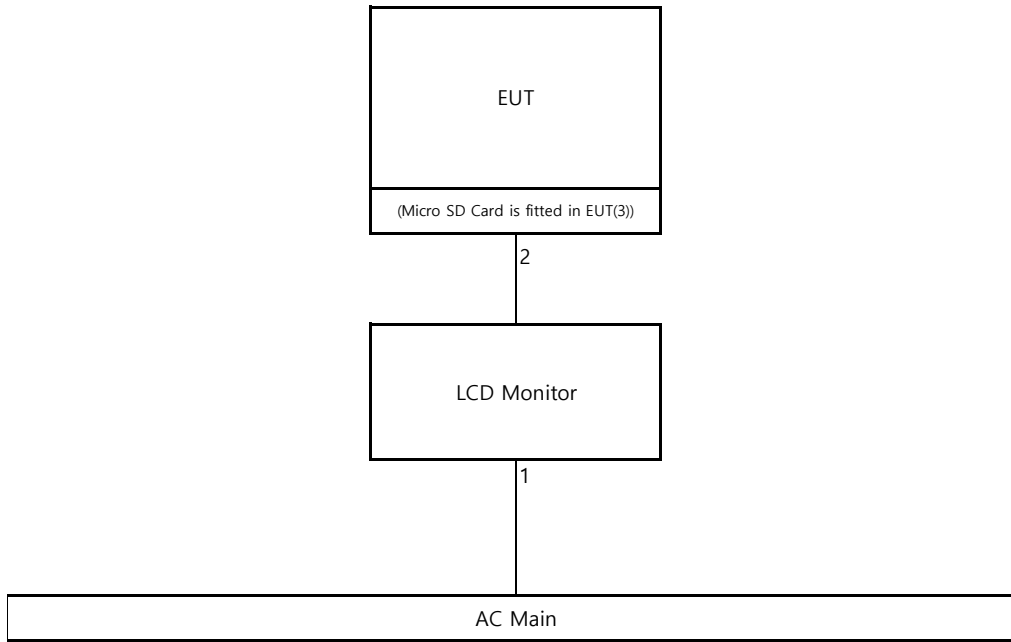 EUT
(Micro SD Card is fitted in EUT(3))
2
LCD Monitor
1
AC Main